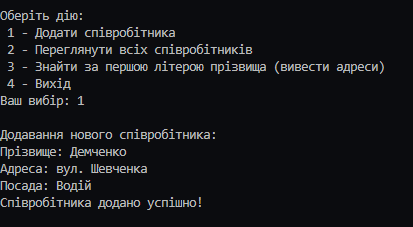 Оберіть дію:
1 - Додати співробітника
2 - Переглянути всіх співробітників
3 - Знайти за першою літерою прізвища (вивести адреси)
4 - Вихід
Ваш вибір: 1
Додавання нового співробітника:
Прізвище: Демченко
Адреса: вул. Шевченка
Посада: Водій
Співробітника додано успішно!